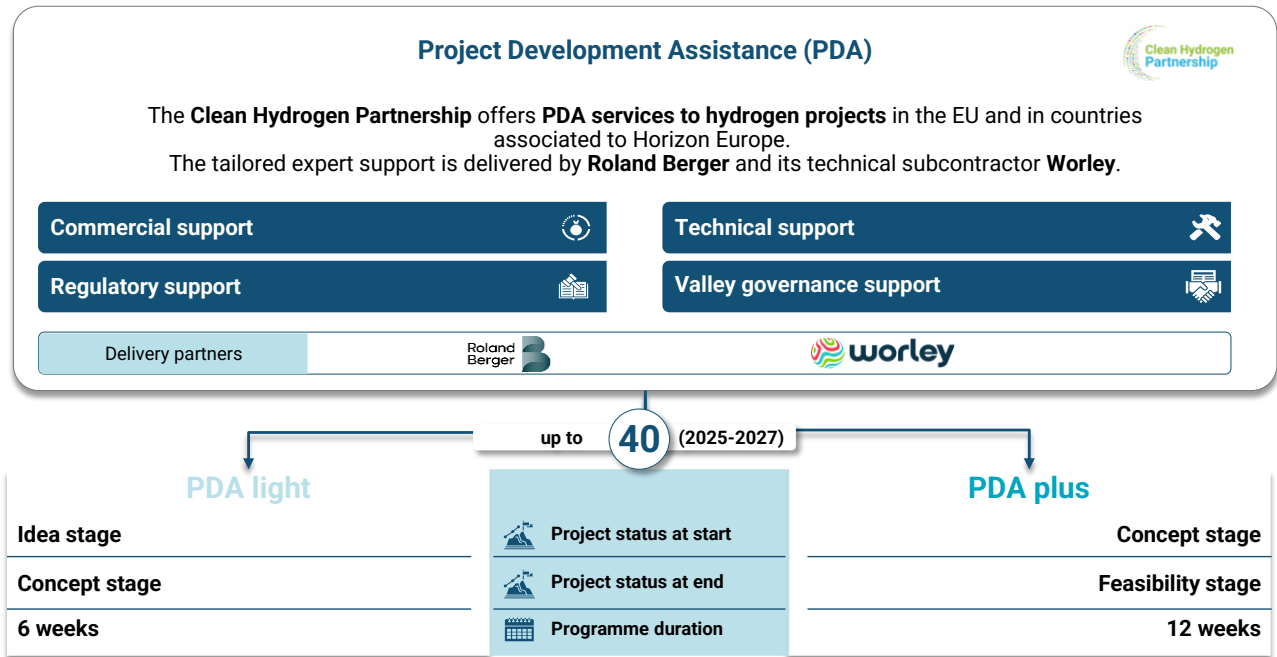 Project Development Assistance (PDA)
Clean Hydrogen
Partnership
The Clean Hydrogen Partnership offers PDA services to hydrogen projects in the EU and in countries
associated to Horizon Europe.
The tailored expert support is delivered by Roland Berger and its technical subcontractor Worley.
Commercial support
Technical support
Regulatory support
Valley governance support
Delivery partners
Roland
Berger
worley
up to 40 (2025-2027)
PDA light
PDA plus
Idea stage
Project status at start
Concept stage
Concept stage
Project status at end
Feasibility stage
6 weeks
Programme duration
12 weeks